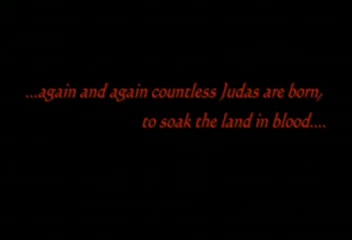 ...again and again countless Judas are born,
to soak the land in blood....